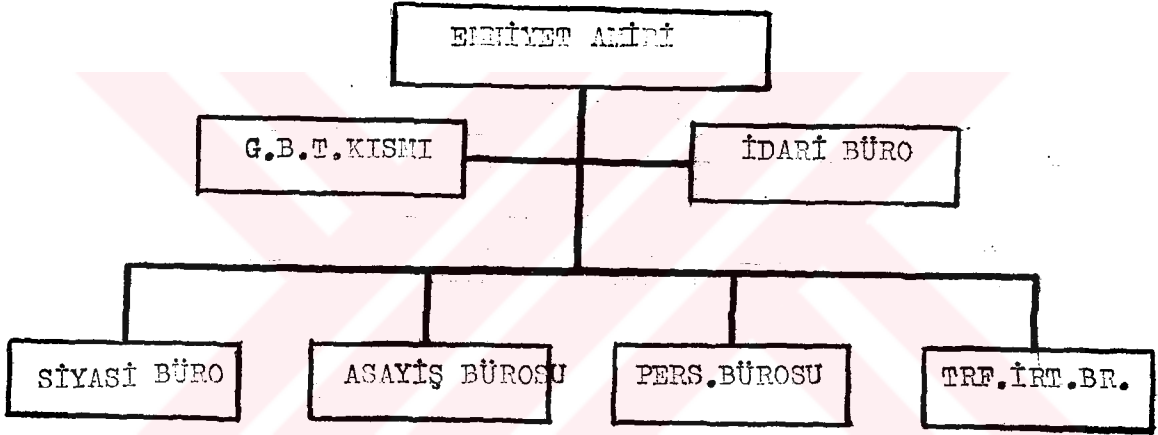 EMNİYET AMİRİ
G.B.T.KISMI
İDARİ BÜRO
SİYASİ BÜRO
ASAYİŞ BÜROSU
PERS.BÜROSU
TRF.İRT.BR.